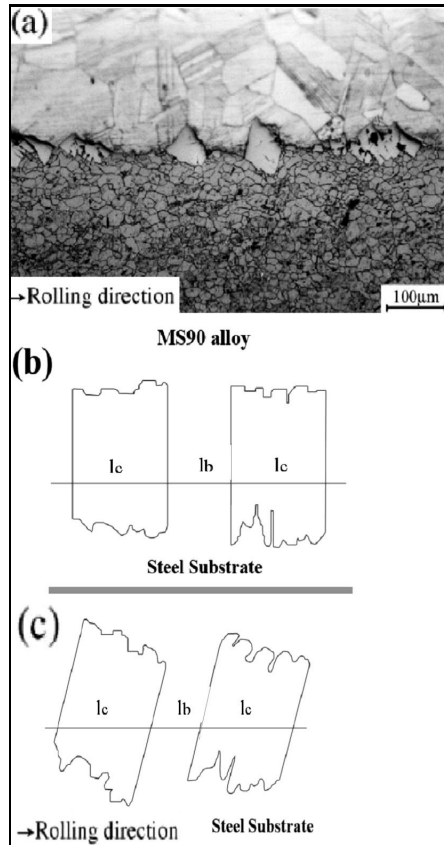 (a)
→Rolling direction
100µm
MS90 alloy
(b)
lc lb lc
Steel Substrate
(c)
lc lb lc
→Rolling direction
Steel Substrate